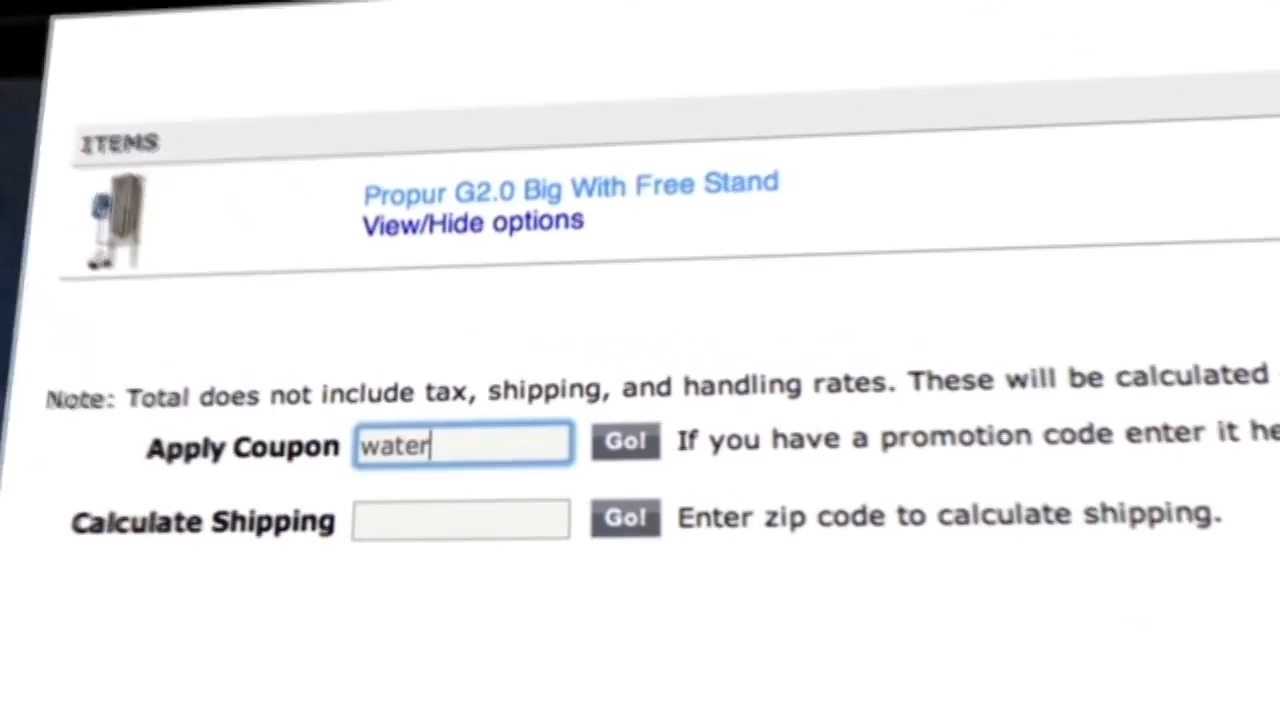 ITEMS
Propur G2.0 Big With Free Stand
View/Hide options
Note: Total does not include tax, shipping, and handling rates. These will be calculated
Apply Coupon water Go! If you have a promotion code enter it he
Calculate Shipping Go! Enter zip code to calculate shipping.